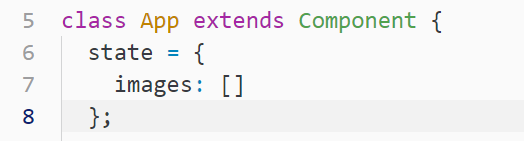 5 class App extends Component {
6   state = {
7     images: []
8   };